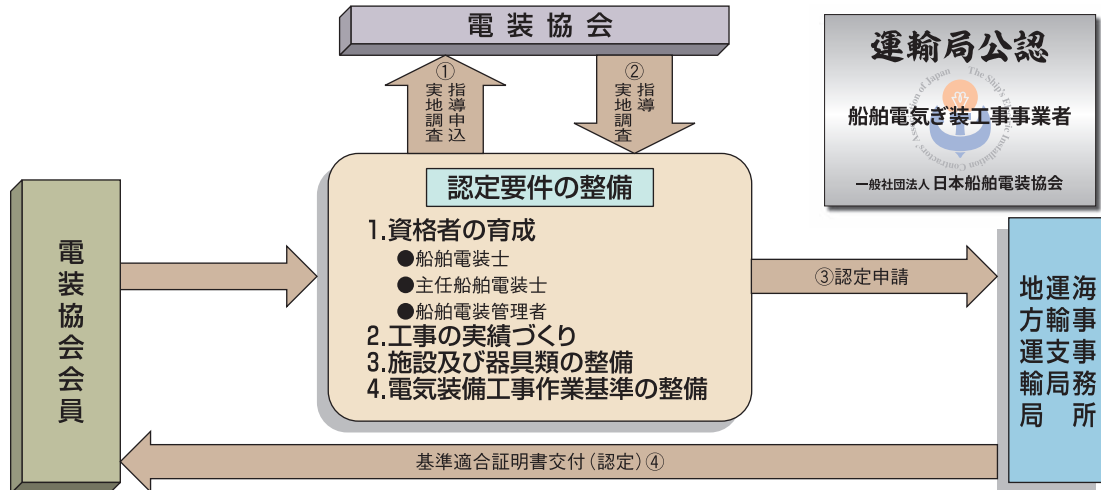 電装協会
①
指導申込
実地調査
②
指導
実地調査
運輸局公認
The Ship's Electric Installation Contractors' Association of Japan
船舶電気ぎ装工事事業者
一般社団法人 日本船舶電装協会
電装協会会員
認定要件の整備
1.資格者の育成
●船舶電装士
●主任船舶電装士
●船舶電装管理者
2.工事の実績づくり
3.施設及び器具類の整備
4.電気装備工事作業基準の整備
③認定申請
海事事務所
運輸支局
地方運輸局
基準適合証明書交付(認定)④